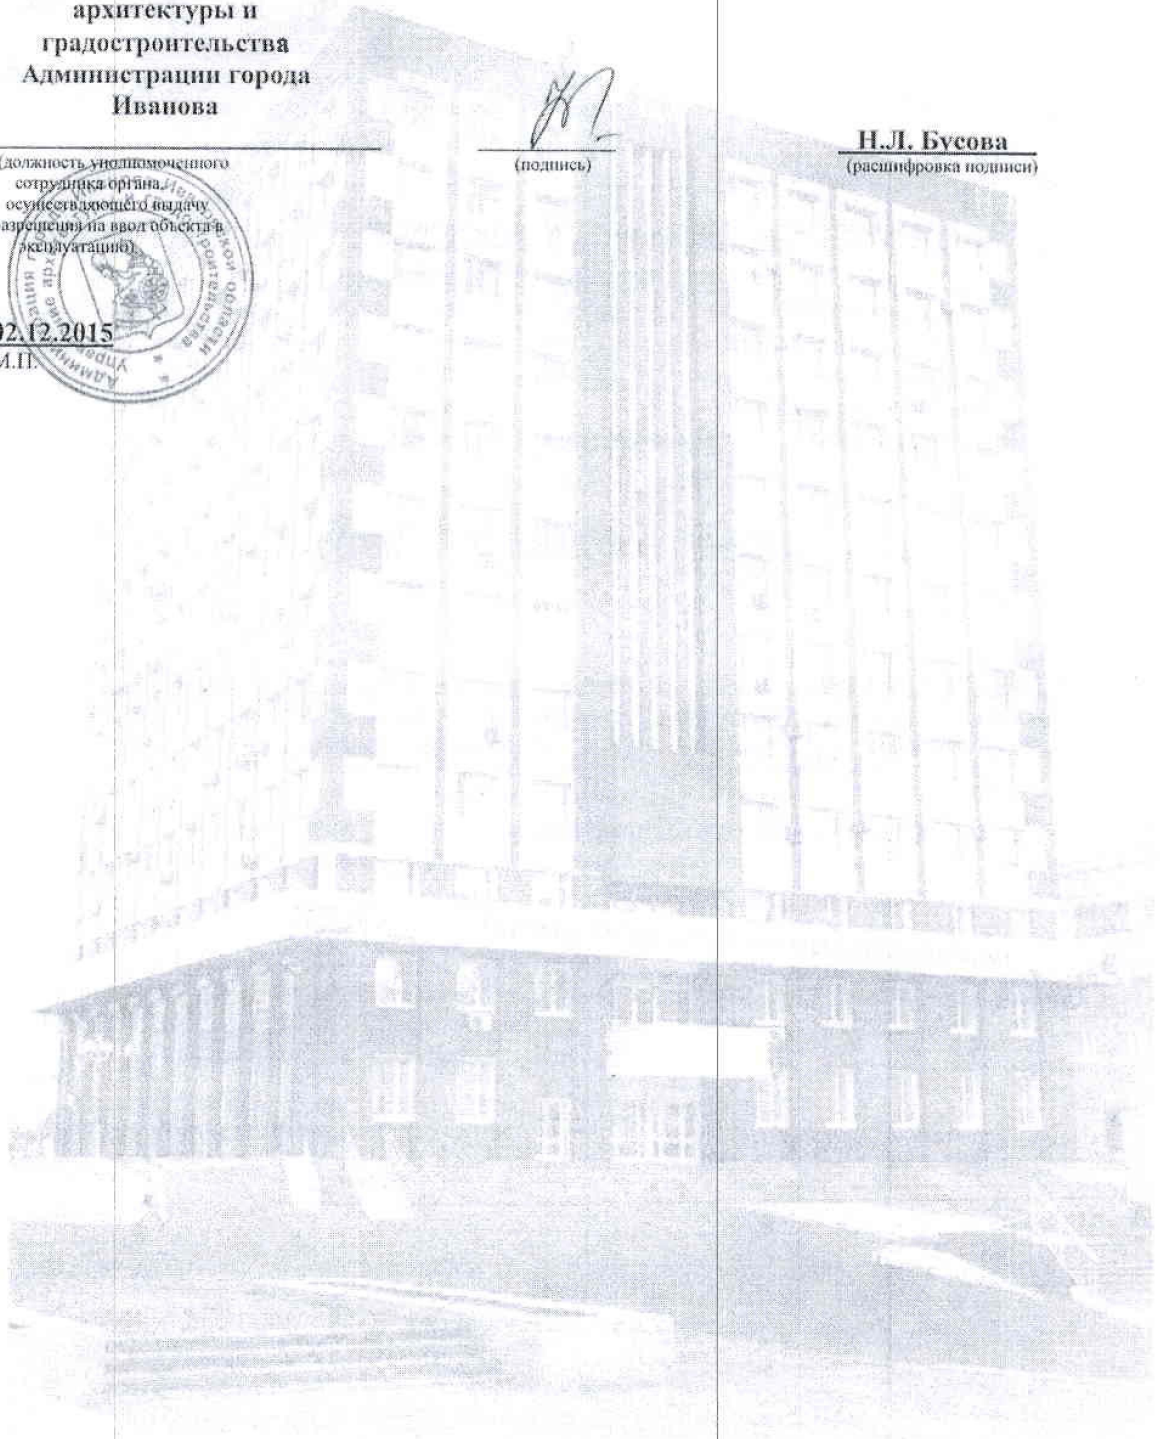 архитектуры и
градостроительства
Администрации города
Иванова
(подпись)
Н.Л. Бусова
(расшифровка подписи)
(должность уполномоченного
сотрудника органа,
осуществляющего выдачу
разрешения на ввод объекта в
эксплуатацию)
02.12.2015
М.П.